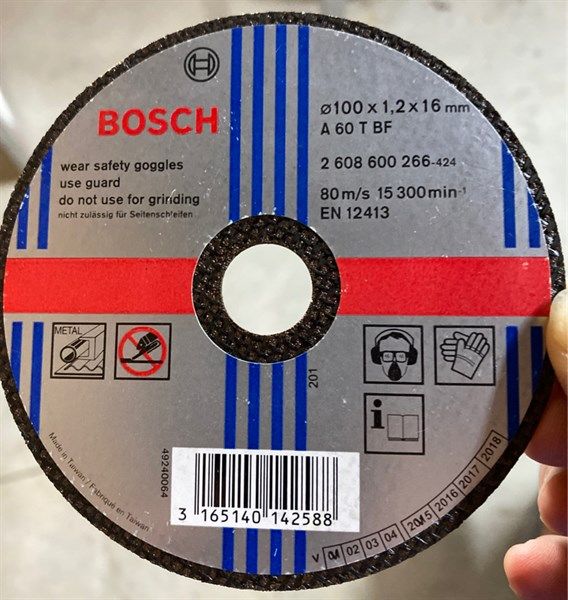 BOSCH
Ø100 x 1,2 x 16 mm
A 60 T BF
wear safety goggles
use guard
do not use for grinding
nicht zulässig für Seitenschleifen
2 608 600 266-424
80 m/s 15 300 min⁻¹
EN 12413
METAL
i
201
Made in Taiwan / Fabriqué en Taiwan
49240064
3 165140 142588
V 01 02 03 04 2015 2016 2017 2018